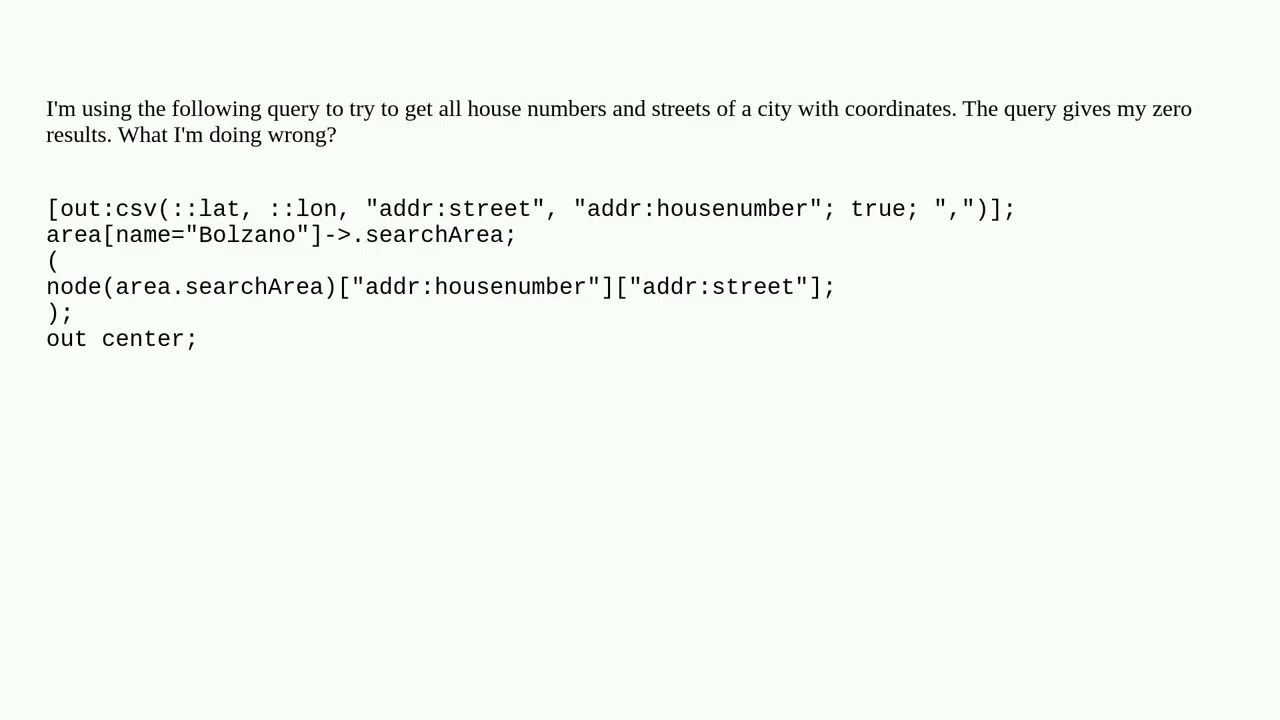 I'm using the following query to try to get all house numbers and streets of a city with coordinates. The query gives my zero
results. What I'm doing wrong?
[out:csv(::lat, ::lon, "addr:street", "addr:housenumber"; true; ",")];
area[name="Bolzano"]->.searchArea;
(
node(area.searchArea)["addr:housenumber"]["addr:street"];
);
out center;